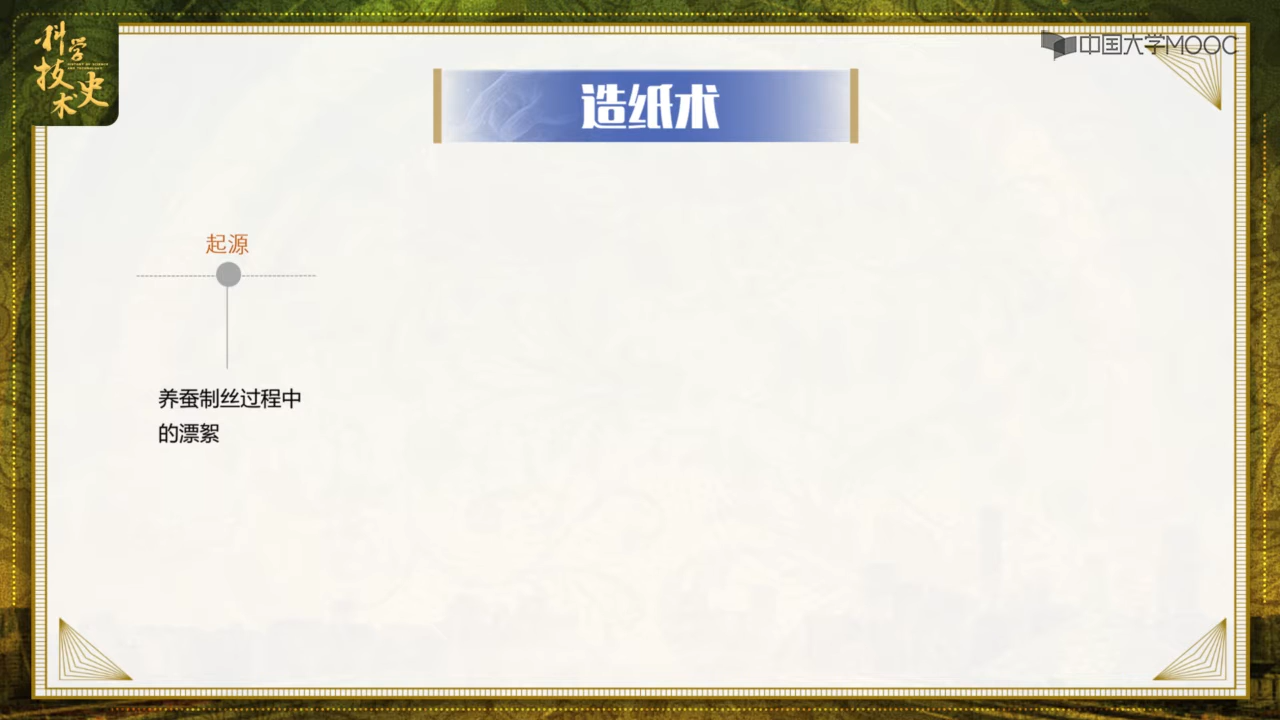 科学
技术史
中国大学MOOC
造纸术
起源
养蚕制丝过程中
的漂絮